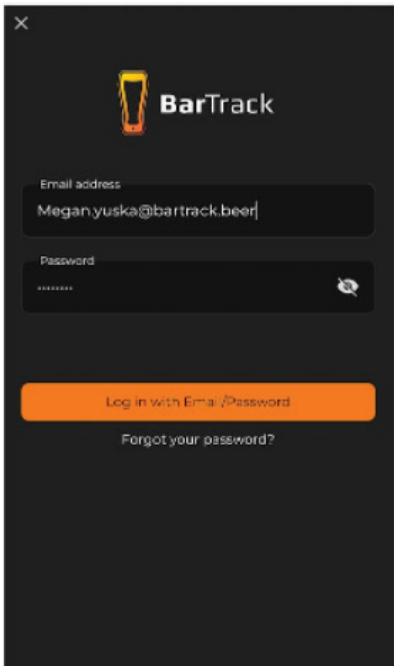 BarTrack
Email address
Megan.yuska@bartrack.beer
Password
········
Log in with Email/Password
Forgot your password?